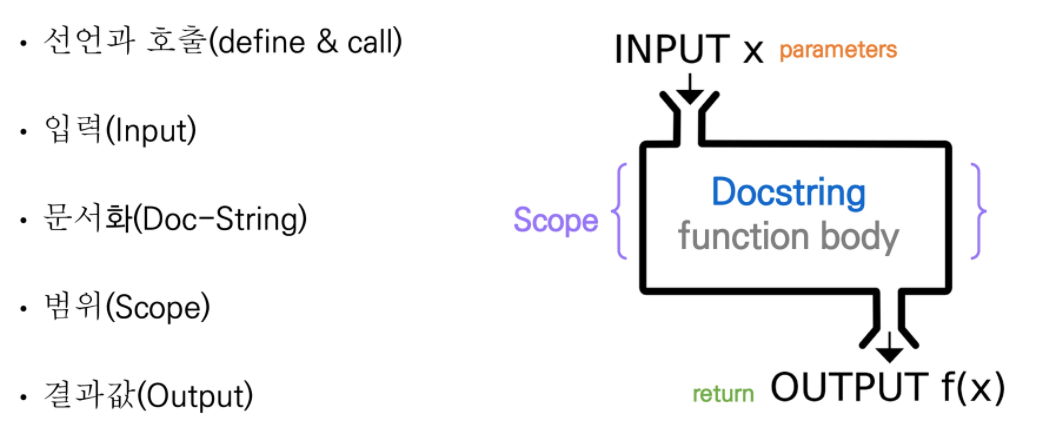 • 선언과 호출(define & call)
• 입력(Input)
• 문서화(Doc-String)
• 범위(Scope)
• 결과값(Output)
INPUT x parameters
Docstring
Scope
function body
return OUTPUT f(x)